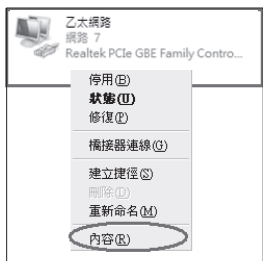 乙太網路
網路 7
Realtek PCIe GBE Family Contro...
停用(B)
狀態(U)
修復(P)
橋接器連線(G)
建立捷徑(S)
刪除(D)
重新命名(M)
內容(R)